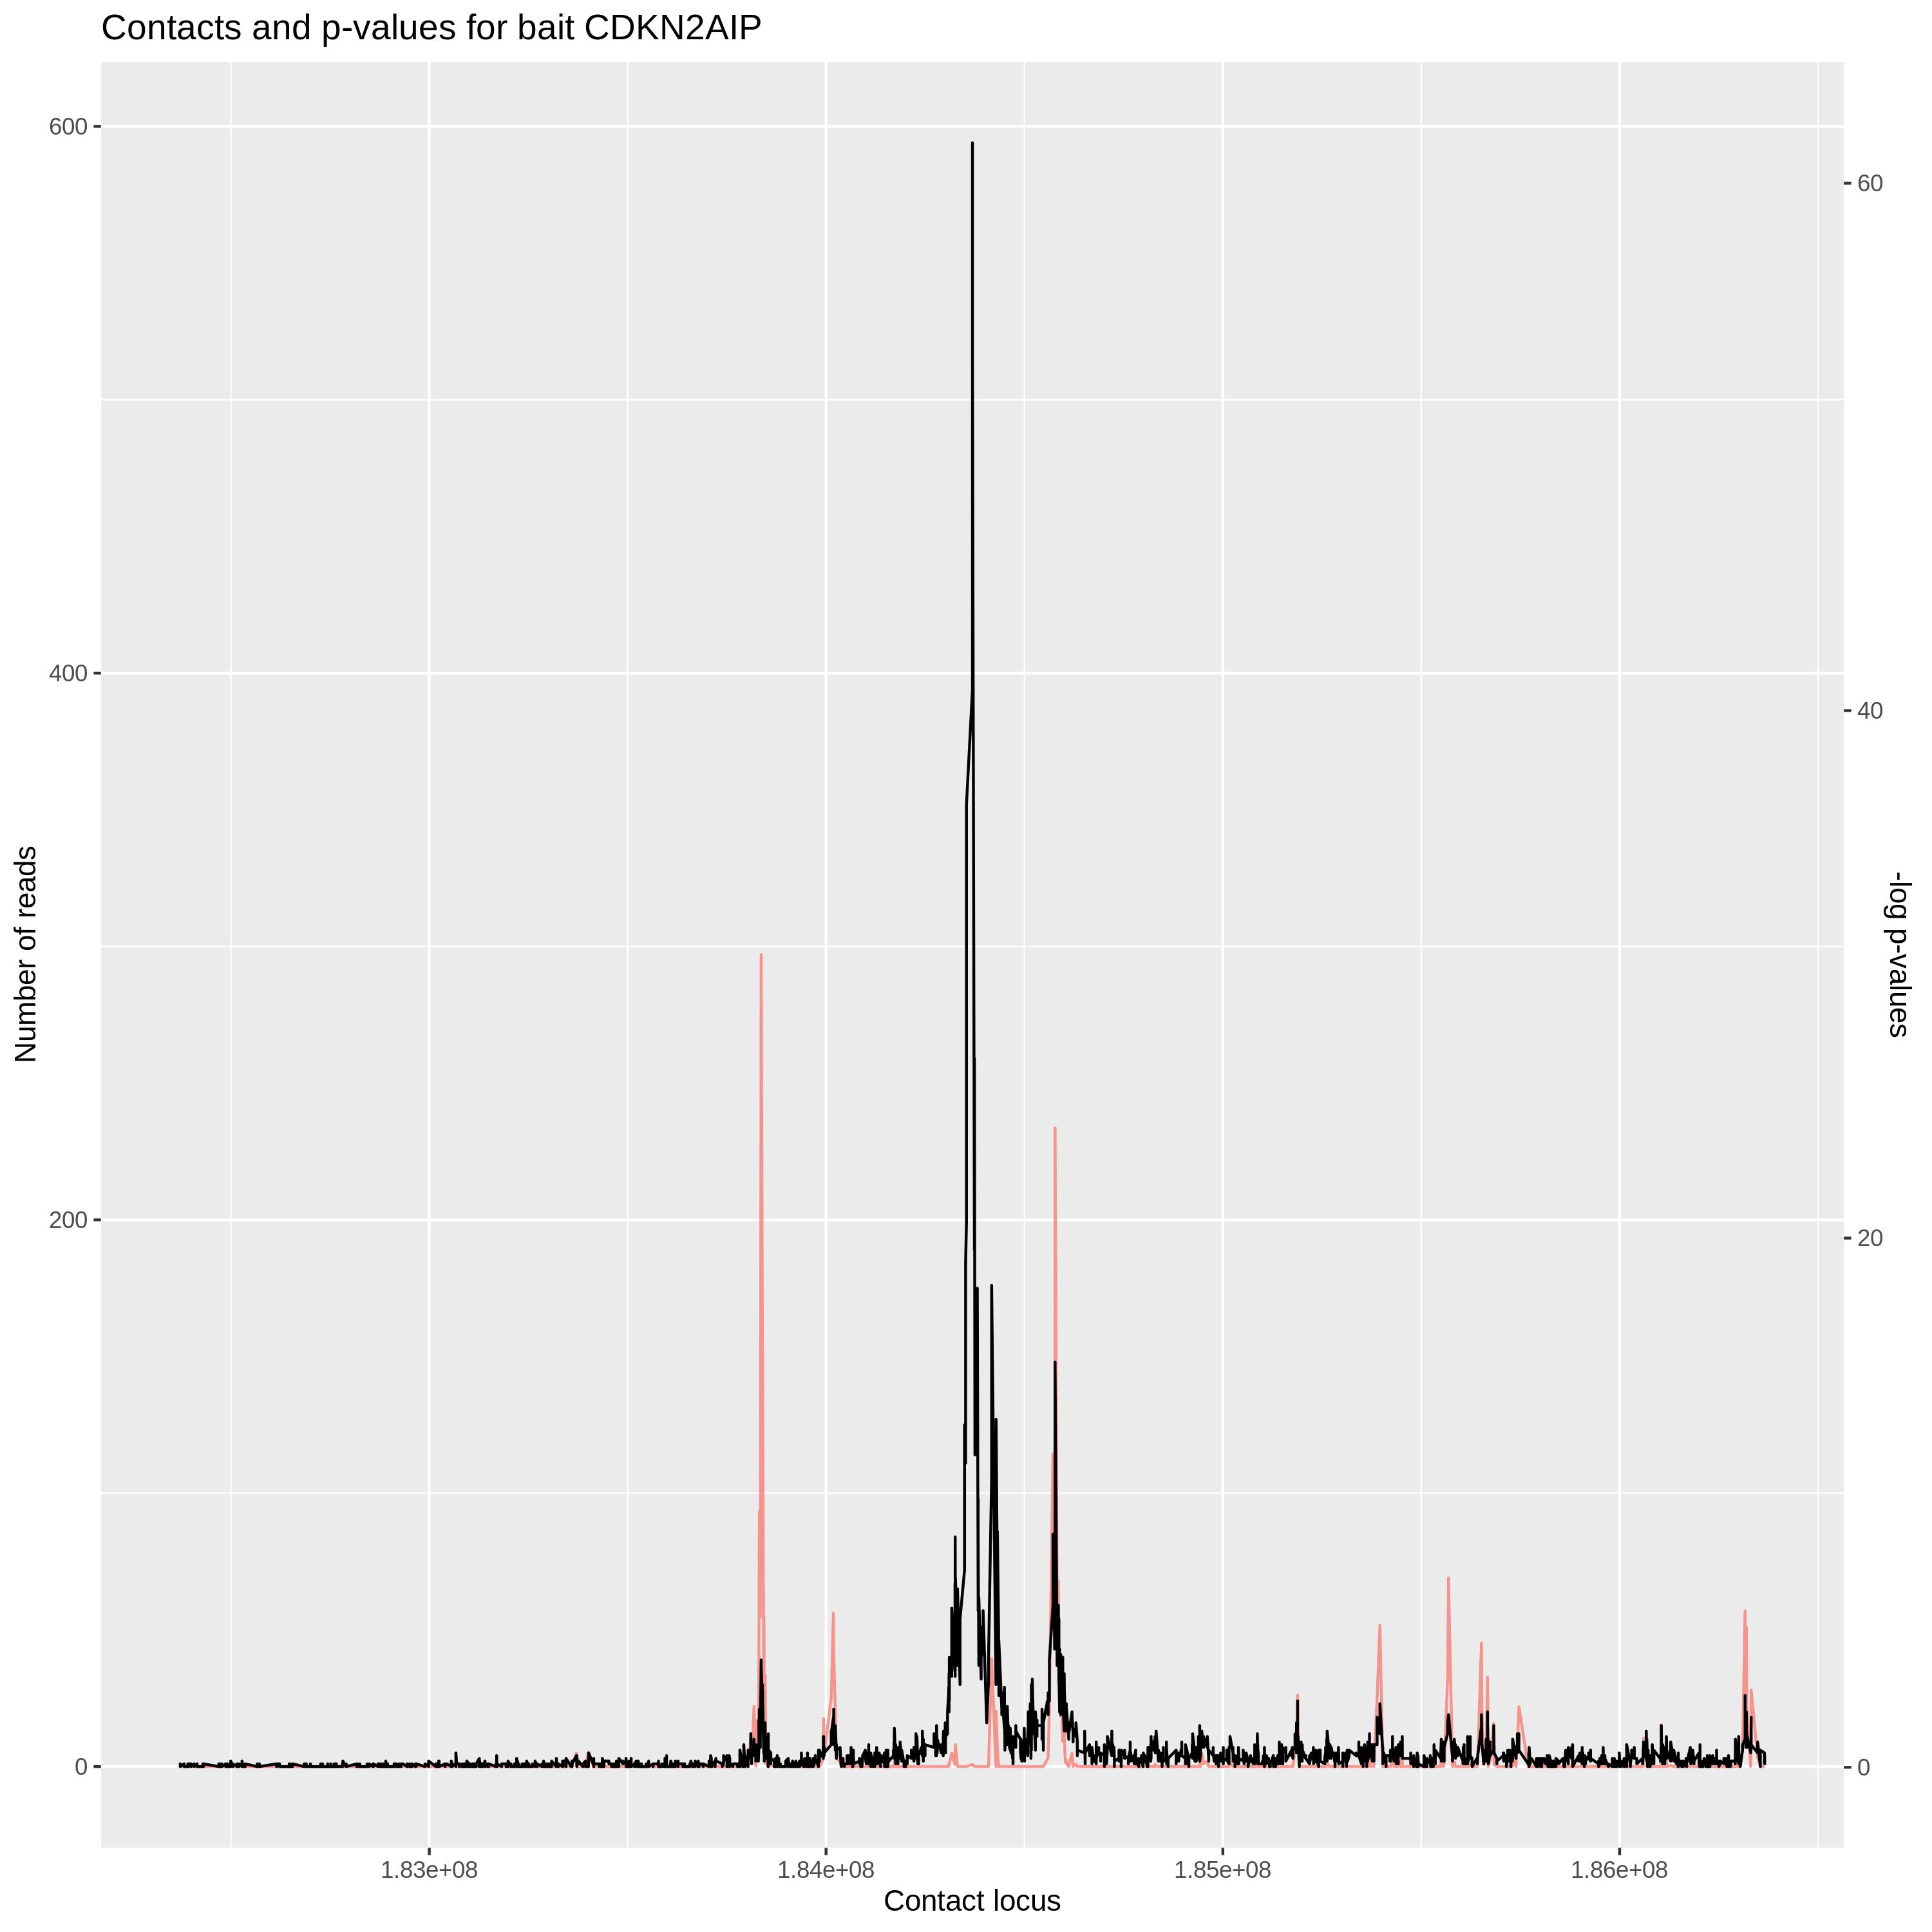 Contacts and p-values for bait CDKN2AIP
600
400
200
0
Number of reads
60
40
20
0
-log p-values
1.83e+08
1.84e+08
1.85e+08
1.86e+08
Contact locus